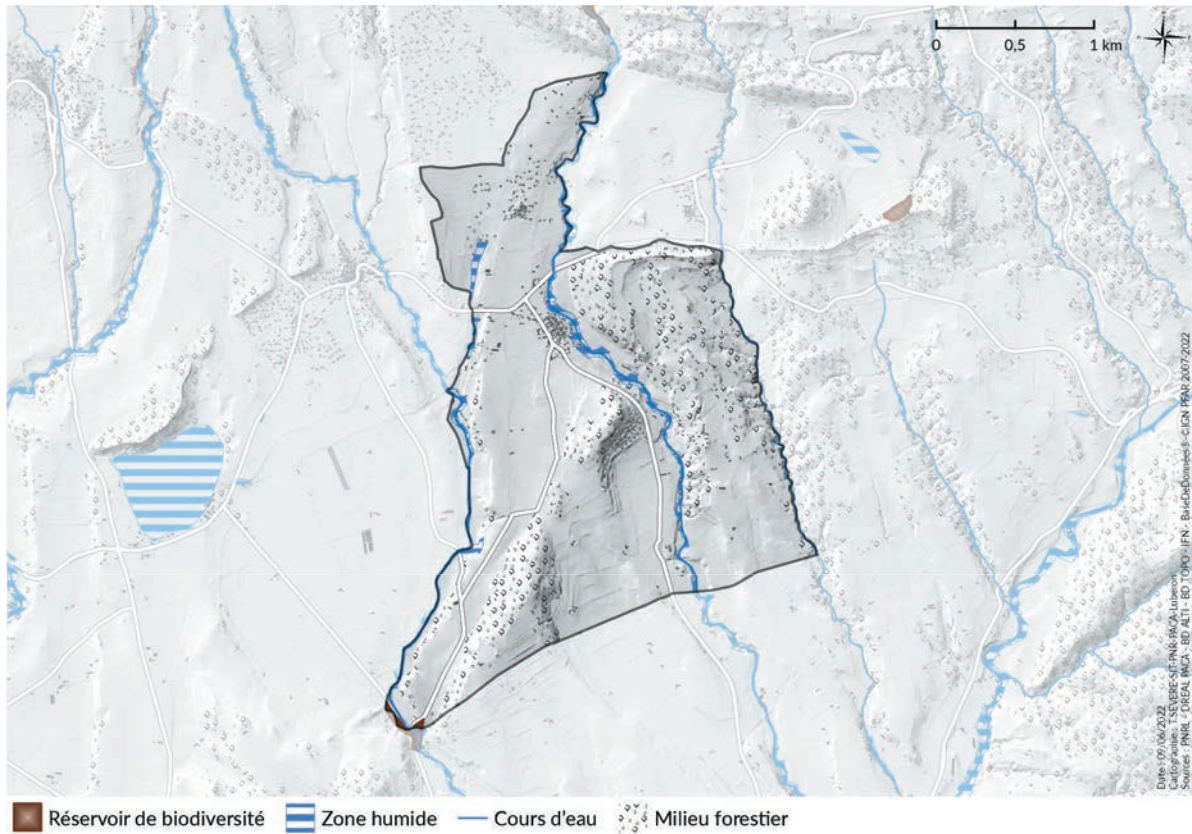 0 0,5 1 km
Date : 09/06/2022
Cartographie : T.SEVERE-SIT-PNR-PACA-Luberon
Sources : PNRL - DREAL PACA - BD ALTI - BD TOPO - IFN - BaseDeDonnées® - ©IGN PFAR 2007-2022
Réservoir de biodiversité Zone humide Cours d'eau Milieu forestier